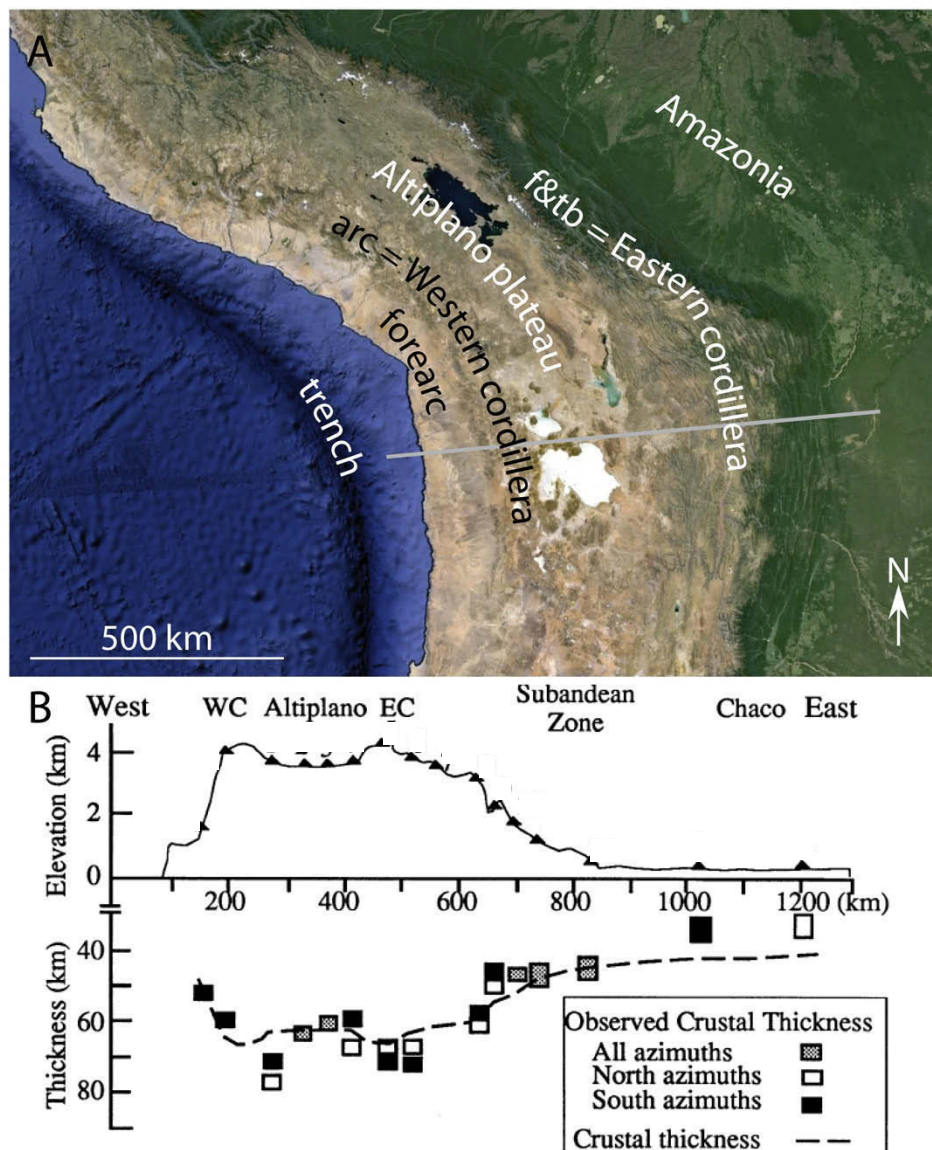 A
Amazonia
f&tb = Eastern cordillera
Altiplano plateau
arc = Western cordillera
forearc
trench
N
500 km
B
West WC Altiplano EC Subandean Zone Chaco East
Elevation (km)
4
2
0
200 400 600 800 1000 1200 (km)
Thickness (km)
40
60
80
Observed Crustal Thickness
All azimuths
North azimuths
South azimuths
Crustal thickness